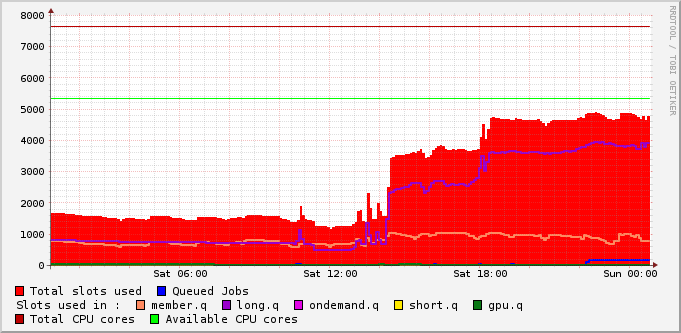 RRDTOOL / TOBI OETIKER
8000
7000
6000
5000
4000
3000
2000
1000
0
Sat 06:00 Sat 12:00 Sat 18:00 Sun 00:00
Total slots used Queued Jobs
Slots used in : member.q long.q ondemand.q short.q gpu.q
Total CPU cores Available CPU cores